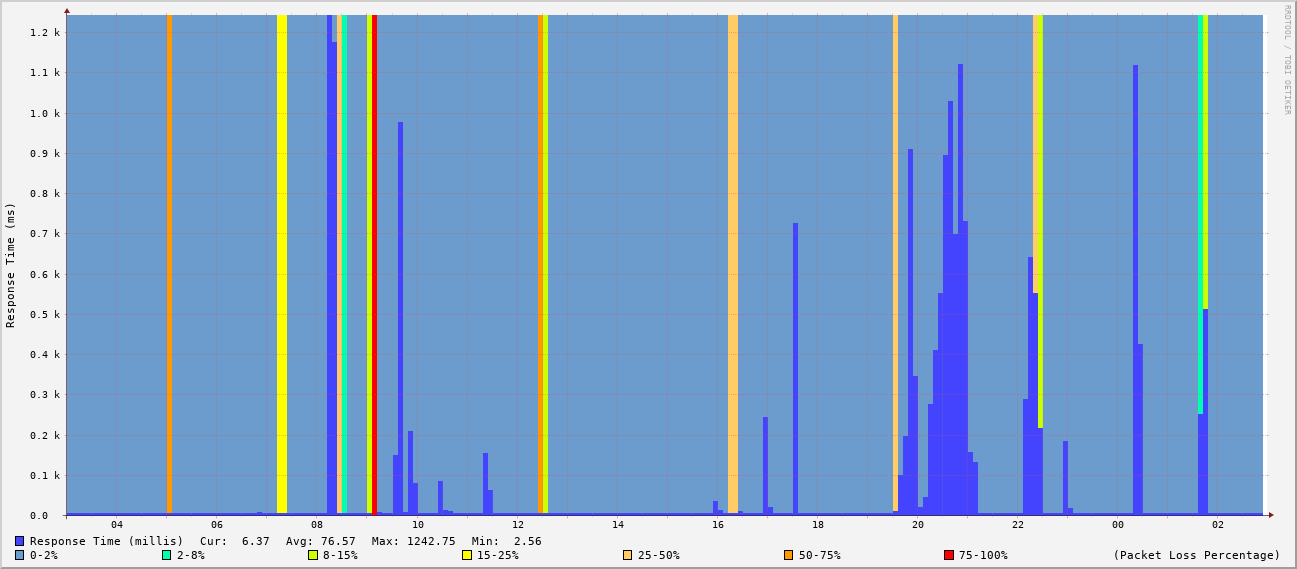 RRDTOOL / TOBI OETIKER
Response Time (ms)
1.2 k
1.1 k
1.0 k
0.9 k
0.8 k
0.7 k
0.6 k
0.5 k
0.4 k
0.3 k
0.2 k
0.1 k
0.0
04 06 08 10 12 14 16 18 20 22 00 02
Response Time (millis) Cur: 6.37 Avg: 76.57 Max: 1242.75 Min: 2.56
0-2% 2-8% 8-15% 15-25% 25-50% 50-75% 75-100% (Packet Loss Percentage)